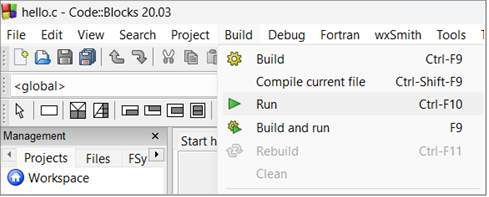 hello.c - Code::Blocks 20.03
File Edit View Search Project Build Debug Fortran wxSmith Tools
Build Ctrl-F9
Compile current file Ctrl-Shift-F9
<global>
Run Ctrl-F10
Build and run F9
Management
Rebuild Ctrl-F11
Projects Files FSy Start h
Clean
Workspace